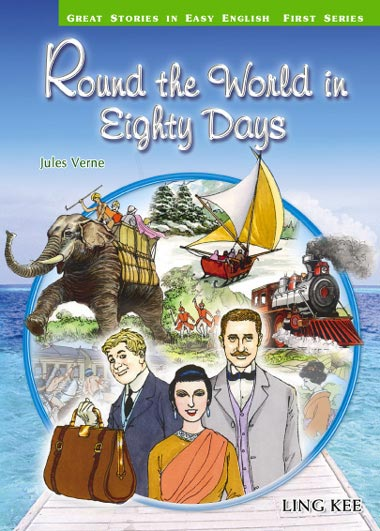 Great Stories in Easy English First Series
Round the World in
Eighty Days
Jules Verne
LING KEE